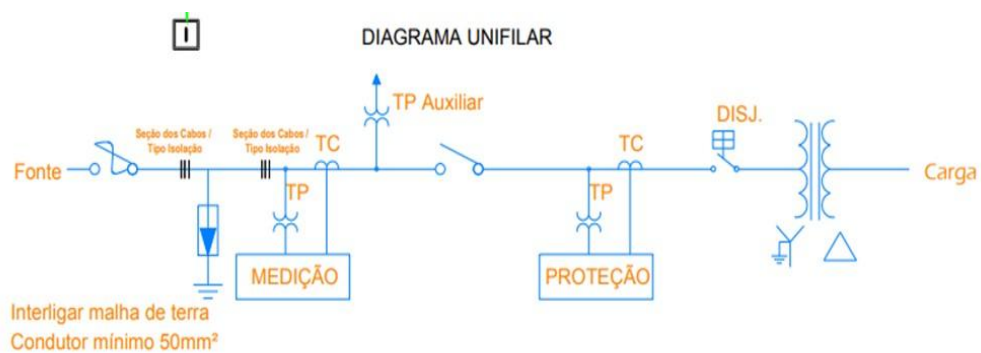 I
DIAGRAMA UNIFILAR
TP Auxiliar
DISJ.
Seção dos Cabos /
Tipo Isolação
Seção dos Cabos /
Tipo Isolação
TC
TC
Fonte
Carga
TP
TP
MEDIÇÃO
PROTEÇÃO
Interligar malha de terra
Condutor mínimo 50mm²